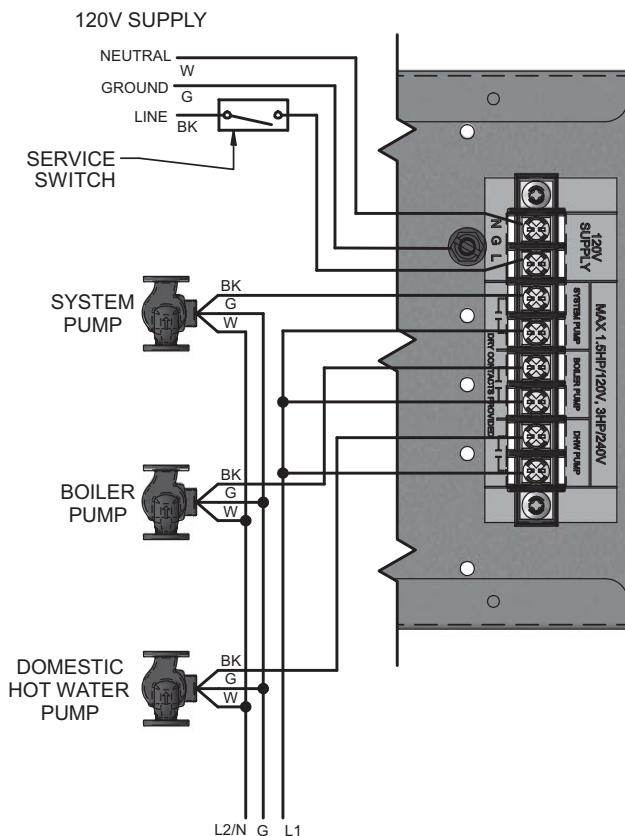 120V SUPPLY
NEUTRAL
W
GROUND
G
LINE
BK
SERVICE
SWITCH
N G L
120V
SUPPLY
SYSTEM
PUMP
BK
G
W
SYSTEM PUMP
BOILER PUMP
DHW PUMP
MAX 1.5HP/120V, 3HP/240V
DRY CONTACTS PROVIDED
BOILER
PUMP
BK
G
W
DOMESTIC
HOT WATER
PUMP
BK
G
W
L2/N G L1